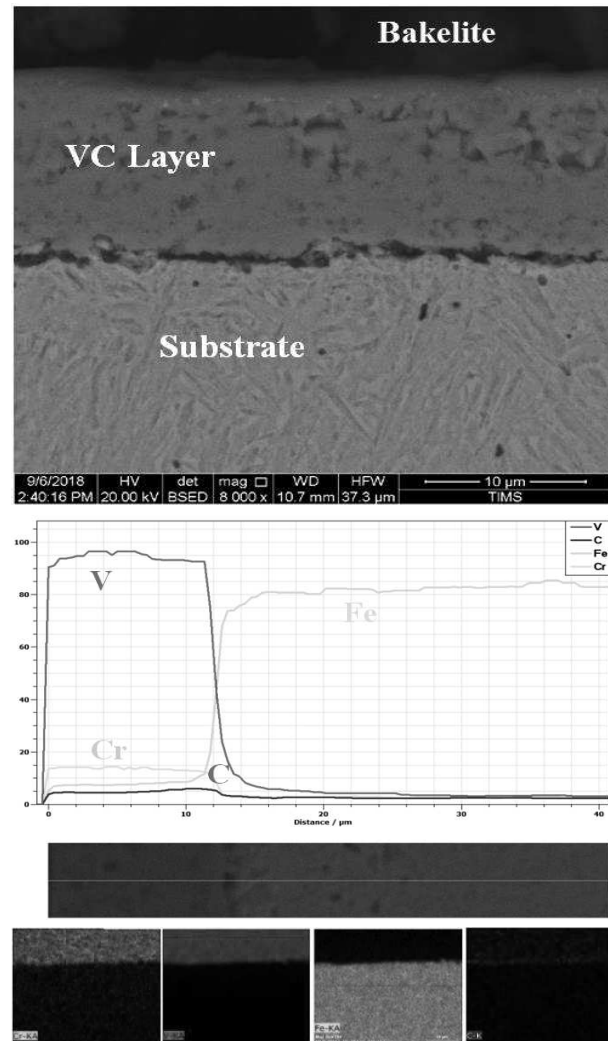 Bakelite
VC Layer
Substrate
9/6/2018 HV det mag □ WD HFW 10 μm
2:40:16 PM 20.00 kV BSED 8 000 x 10.7 mm 37.3 μm TIMS
V
C
Fe
Cr
100
80
60
40
20
0
V
Fe
Cr
C
0 10 20 30 40
Distance / μm
Cr-KA
Fe-KA